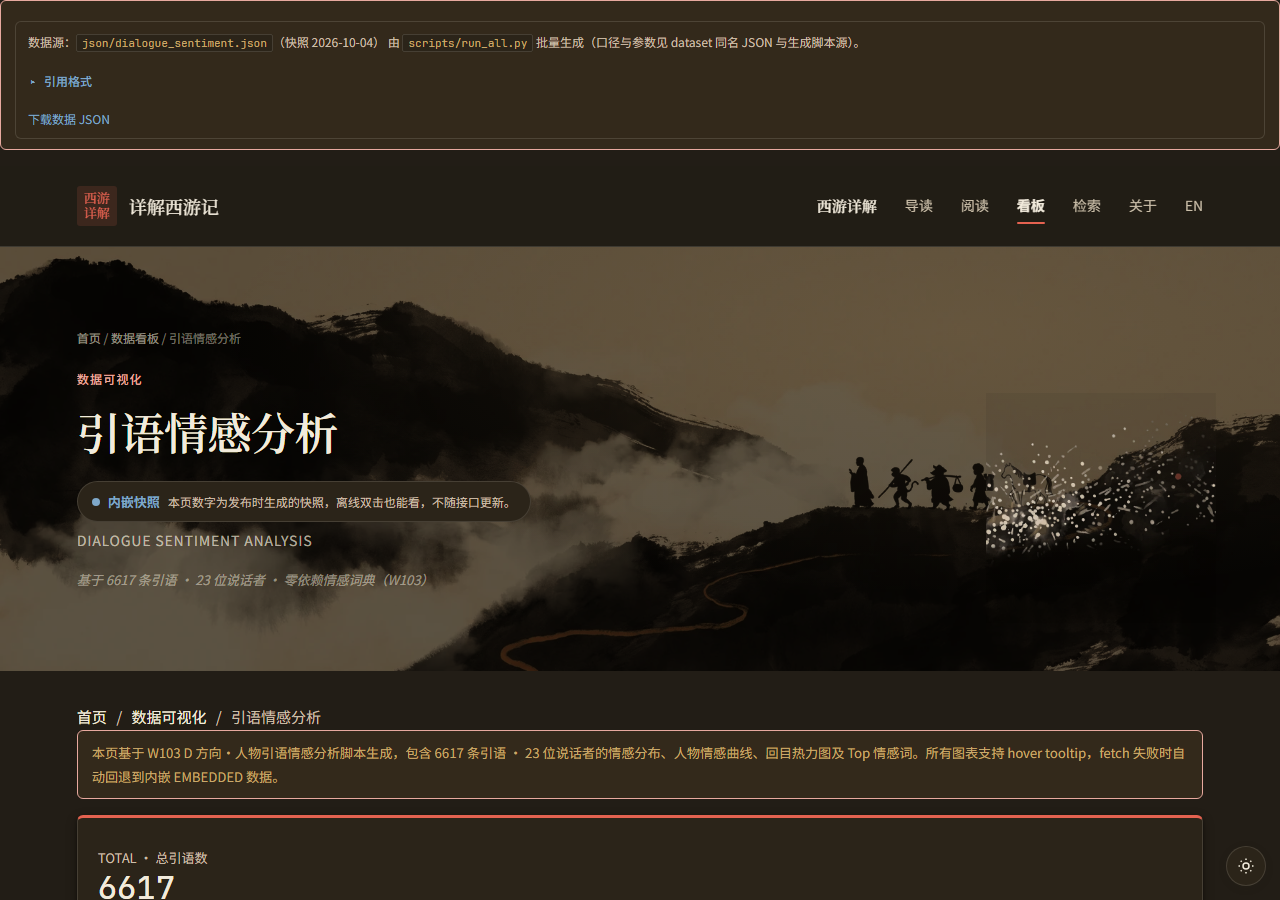 数据源： json/dialogue_sentiment.json （快照 2026-10-04） 由 scripts/run_all.py 批量生成（口径与参数见 dataset 同名 JSON 与生成脚本源）。
▸ 引用格式
下载数据 JSON
西游
详解
详解西游记
西游详解 导读 阅读 看板 检索 关于 EN
首页 / 数据看板 / 引语情感分析
数据可视化
引语情感分析
内嵌快照 本页数字为发布时生成的快照，离线双击也能看，不随接口更新。
DIALOGUE SENTIMENT ANALYSIS
基于 6617 条引语 · 23 位说话者 · 零依赖情感词典（W103）
首页 / 数据可视化 / 引语情感分析
本页基于 W103 D 方向·人物引语情感分析脚本生成，包含 6617 条引语 · 23 位说话者的情感分布、人物情感曲线、回目热力图及 Top 情感词。所有图表支持 hover tooltip，fetch 失败时自
动回退到内嵌 EMBEDDED 数据。
TOTAL · 总引语数
6617